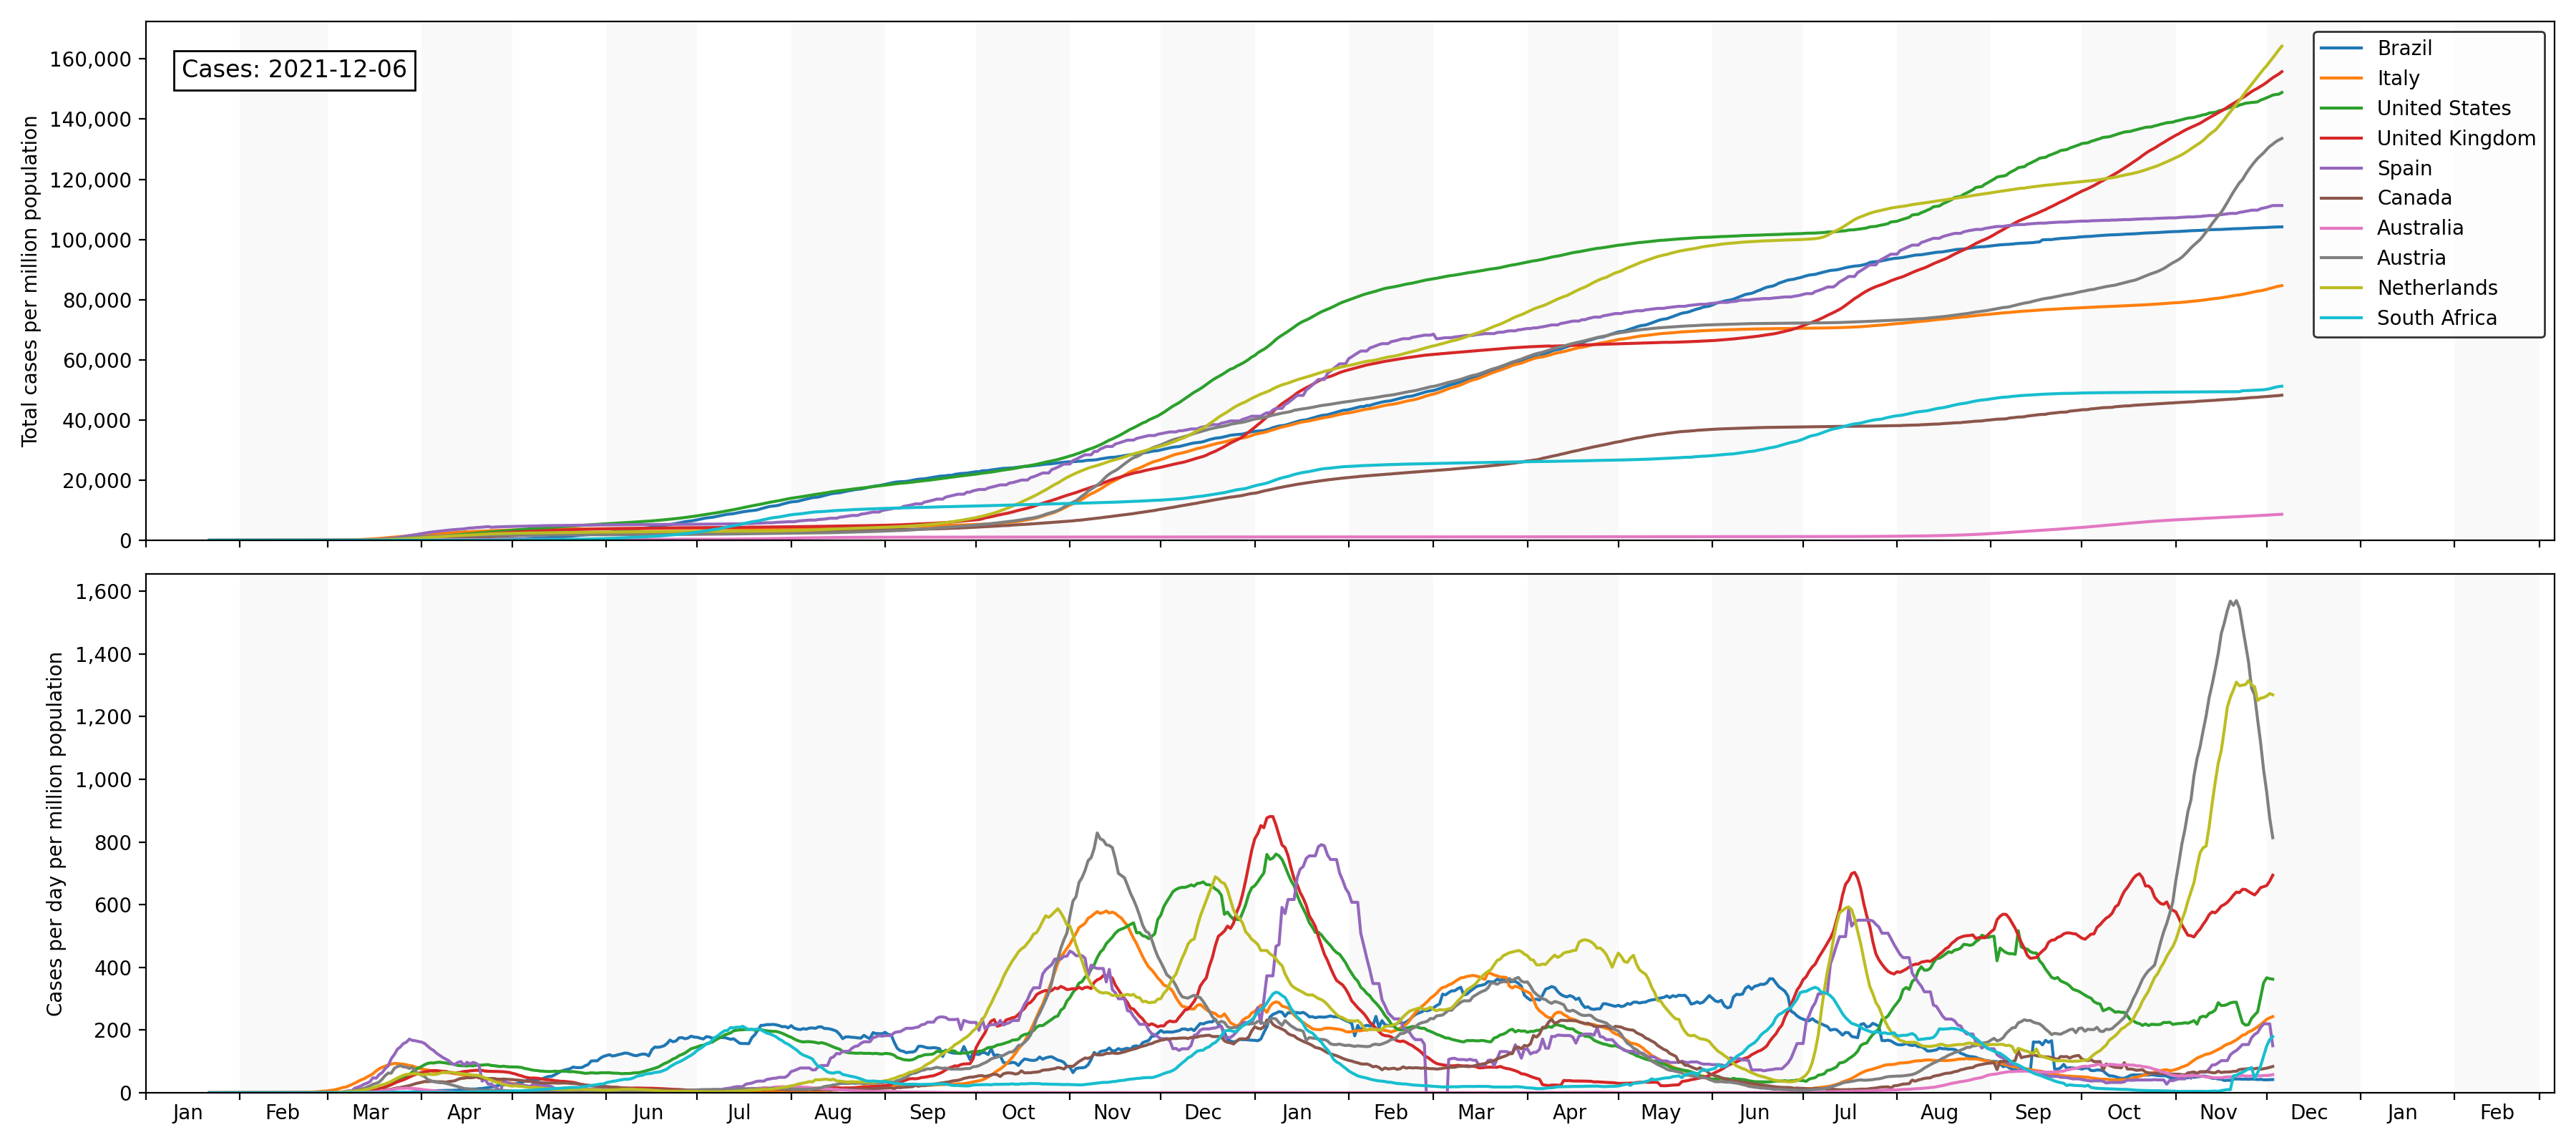 Total cases per million population
160,000
140,000
120,000
100,000
80,000
60,000
40,000
20,000
0
Cases: 2021-12-06
Brazil
Italy
United States
United Kingdom
Spain
Canada
Australia
Austria
Netherlands
South Africa
Cases per day per million population
1,600
1,400
1,200
1,000
800
600
400
200
0
Jan Feb Mar Apr May Jun Jul Aug Sep Oct Nov Dec Jan Feb Mar Apr May Jun Jul Aug Sep Oct Nov Dec Jan Feb